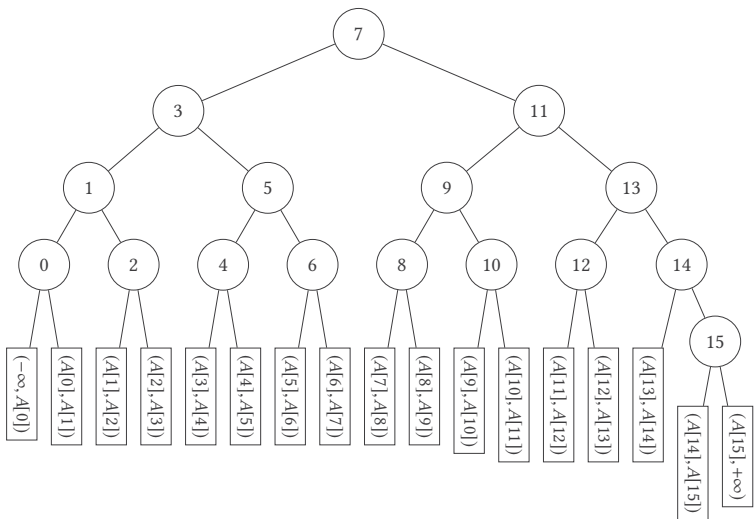 7
3
11
1
5
9
13
0
2
4
6
8
10
12
14
15
(−∞, A[0])
(A[0], A[1])
(A[1], A[2])
(A[2], A[3])
(A[3], A[4])
(A[4], A[5])
(A[5], A[6])
(A[6], A[7])
(A[7], A[8])
(A[8], A[9])
(A[9], A[10])
(A[10], A[11])
(A[11], A[12])
(A[12], A[13])
(A[13], A[14])
(A[14], A[15])
(A[15], +∞)